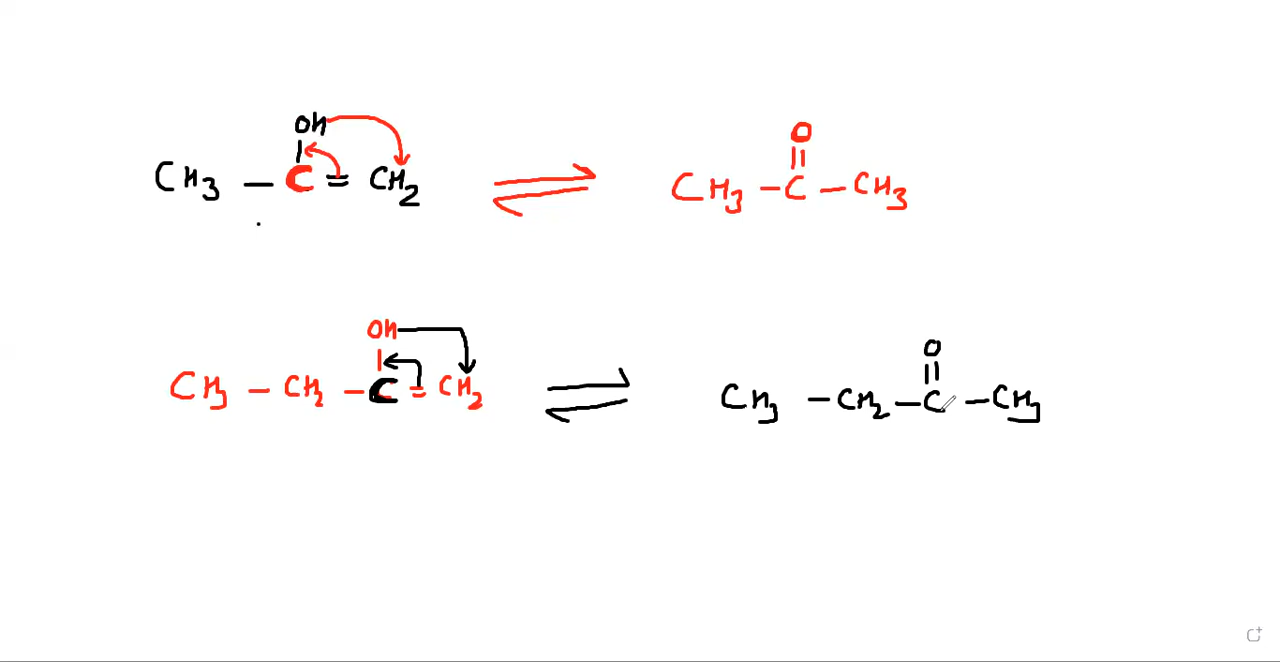 OH
CH3 – C = CH2 ⇌ CH3 – C – CH3
O
OH
CH3 – CH2 – C = CH2 ⇌ CH3 – CH2 – C – CH3
O